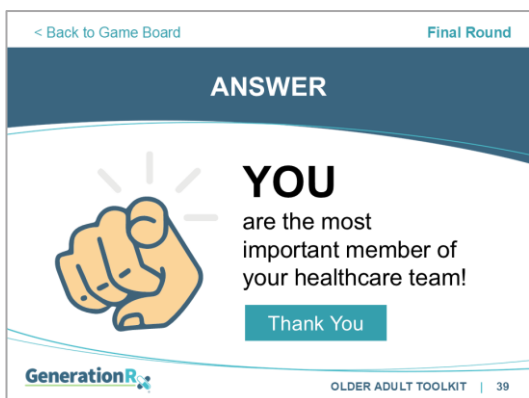 < Back to Game Board
Final Round
ANSWER
YOU
are the most
important member of
your healthcare team!
Thank You
GenerationRx
OLDER ADULT TOOLKIT | 39